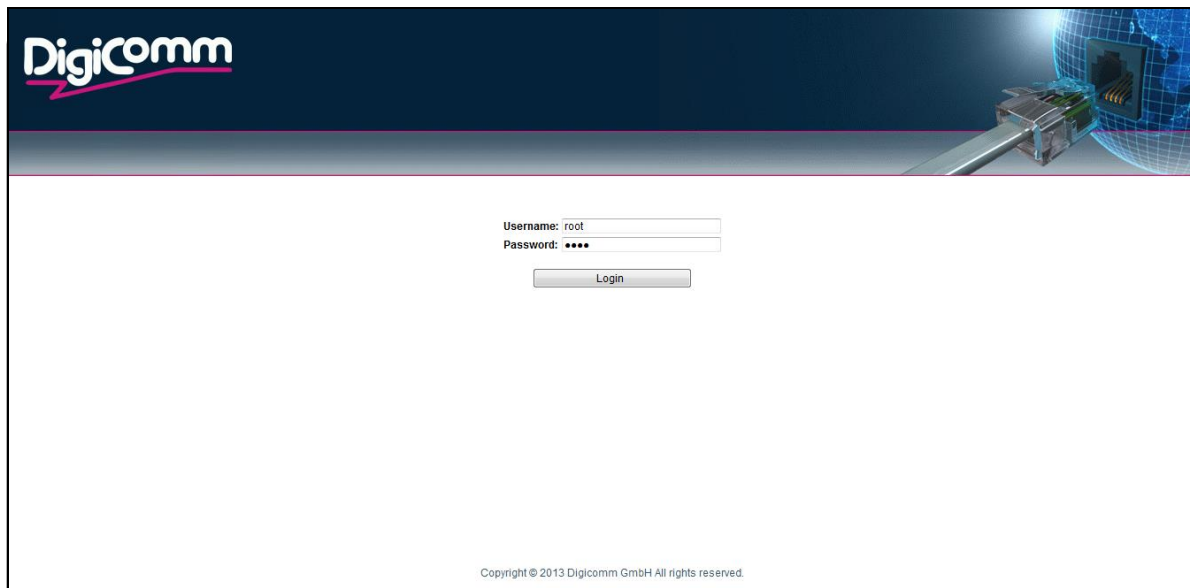 DigiComm
Username: root
Password: ••••
Login
Copyright © 2013 Digicomm GmbH All rights reserved.